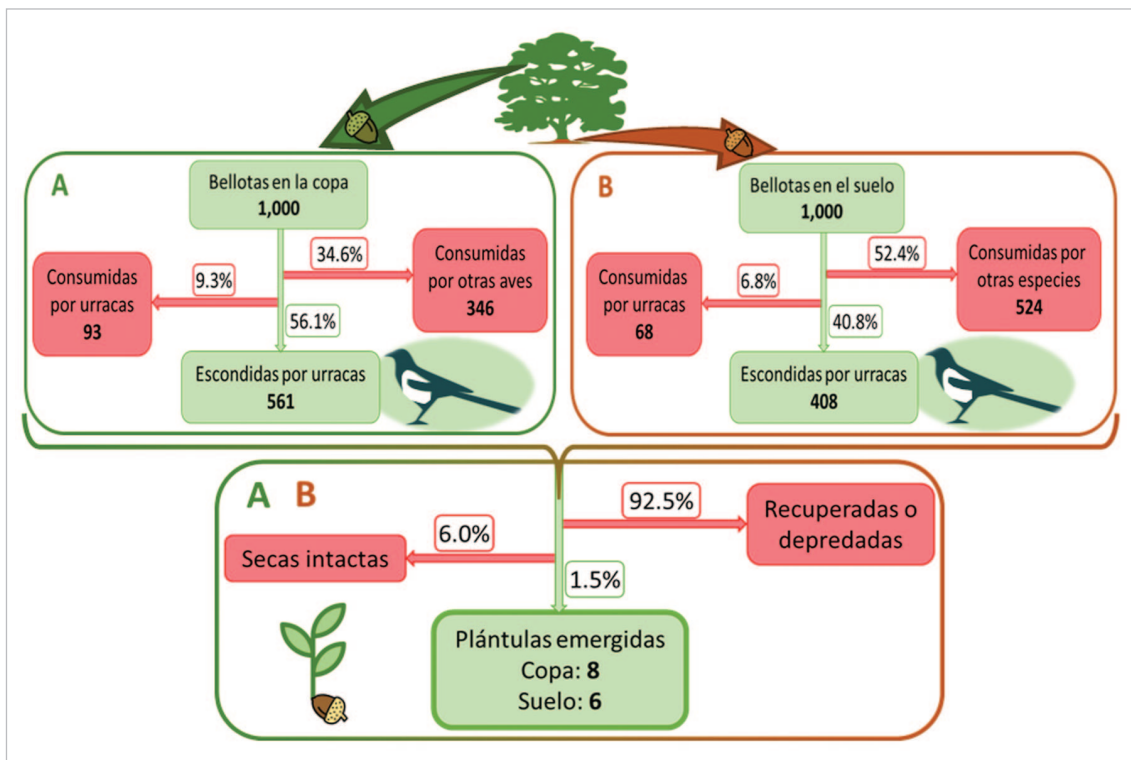 A
Bellotas en la copa
1,000
34.6%
Consumidas
por otras aves
346
9.3%
Consumidas
por urracas
93
56.1%
Escondidas por urracas
561
B
Bellotas en el suelo
1,000
52.4%
Consumidas por
otras especies
524
6.8%
Consumidas
por urracas
68
40.8%
Escondidas por urracas
408
A B
92.5%
Recuperadas o
depredadas
6.0%
Secas intactas
1.5%
Plántulas emergidas
Copa: 8
Suelo: 6